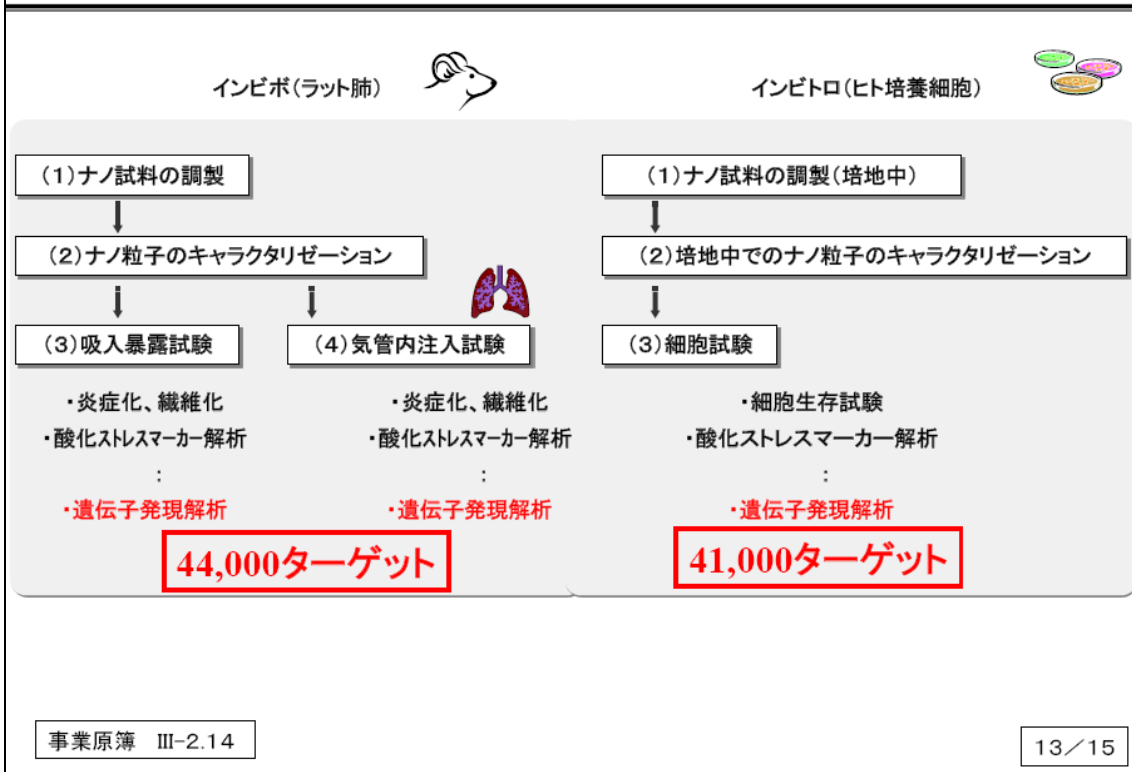 インビボ(ラット肺)
(1)ナノ試料の調製
(2)ナノ粒子のキャラクタリゼーション
(3)吸入暴露試験
・炎症化、繊維化
・酸化ストレスマーカー解析
:
・遺伝子発現解析
(4)気管内注入試験
・炎症化、繊維化
・酸化ストレスマーカー解析
:
・遺伝子発現解析
44,000ターゲット
インビトロ(ヒト培養細胞)
(1)ナノ試料の調製(培地中)
(2)培地中でのナノ粒子のキャラクタリゼーション
(3)細胞試験
・細胞生存試験
・酸化ストレスマーカー解析
:
・遺伝子発現解析
41,000ターゲット
事業原簿 Ⅲ-2.14
13/15